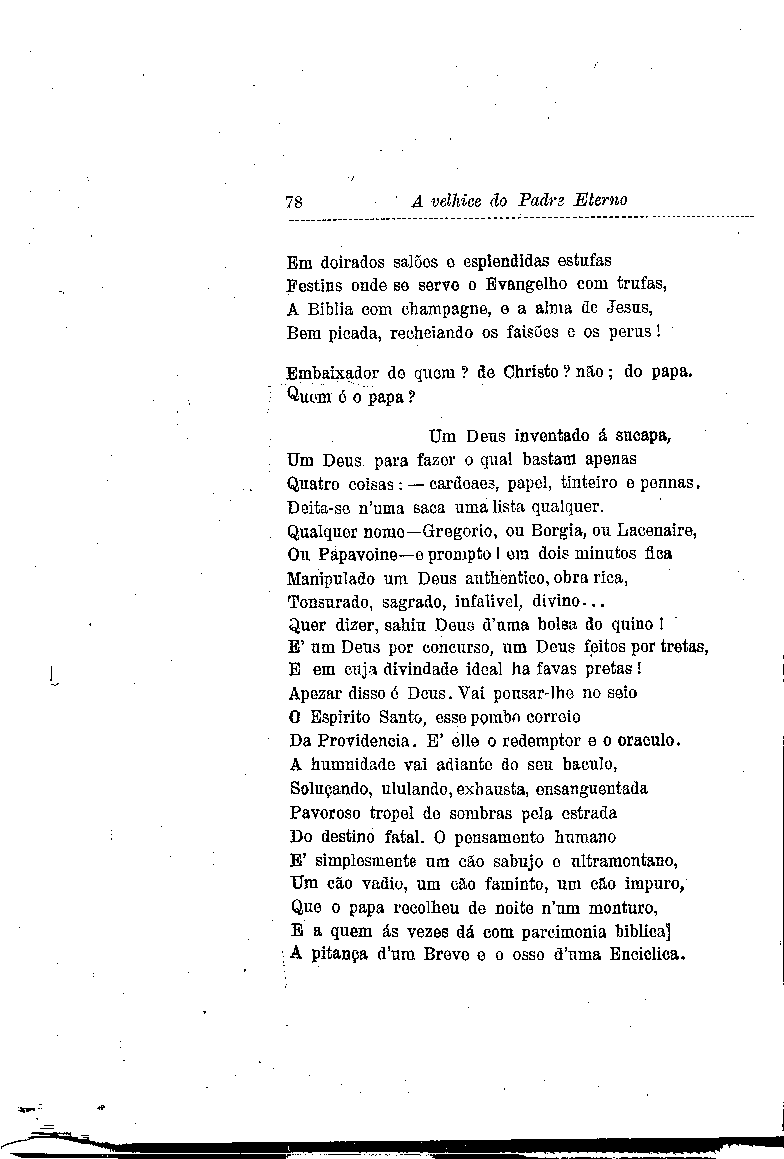 78 A velhice do Padre Eterno
Em doirados salões e esplendidas estufas
Festins onde se serve o Evangelho com trufas,
A Biblia com champagne, e a alma de Jesus,
Bem picada, recheiando os faisões e os perus!
Embaixador de quem? de Christo? não; do papa.
Quem é o papa?
Um Deus inventado á sucapa,
Um Deus para fazer o qual bastam apenas
Quatro coisas: — cardeaes, papel, tinteiro e pennas.
Deita-se n'uma saca uma lista qualquer.
Qualquer nome—Gregorio, ou Borgia, ou Lacenaire,
Ou Papavoine—e prompto! em dois minutos fica
Manipulado um Deus authentico, obra rica,
Tonsurado, sagrado, infalivel, divino...
Quer dizer, sahiu Deus d'uma bolsa do quino!
E' um Deus por concurso, um Deus feitos por tretas,
E em cuja divindade ideal ha favas pretas!
Apezar disso é Deus. Vai pousar-lhe no seio
O Espirito Santo, esse pombo correio
Da Providencia. E' elle o redemptor e o oraculo.
A humnidade vai adiante do seu baculo,
Soluçando, ululando, exhausta, ensanguentada
Pavoroso tropel de sombras pela estrada
Do destino fatal. O pensamento humano
E' simplesmente um cão sabujo e ultramontano,
Um cão vadio, um cão faminto, um cão impuro,
Que o papa recolheu de noite n'um monturo,
E a quem ás vezes dá com parcimonia biblica]
A pitança d'um Breve e o osso d'uma Enciclica.